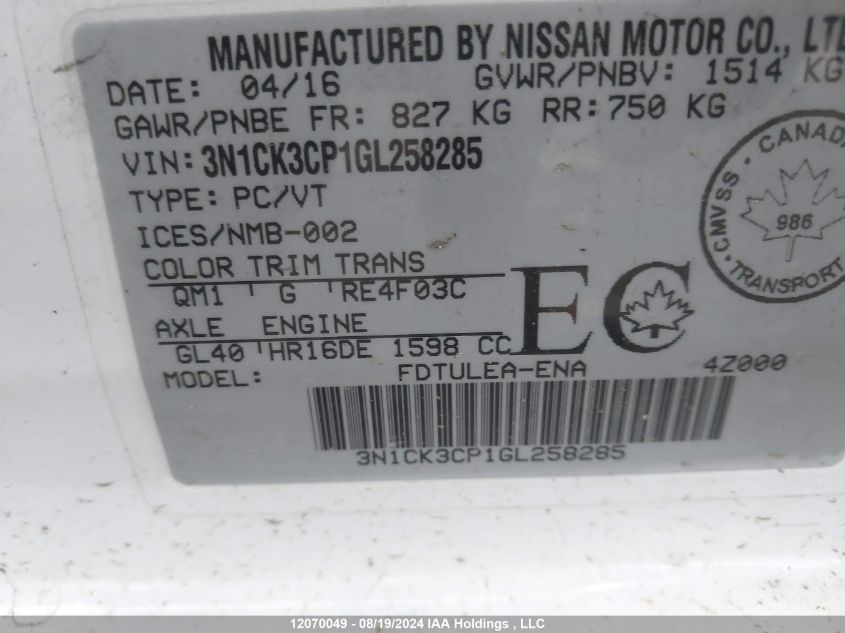 MANUFACTURED BY NISSAN MOTOR CO., LTD
DATE: 04/16 GVWR/PNBV: 1514 KG
GAWR/PNBE FR: 827 KG RR: 750 KG
VIN: 3N1CK3CP1GL258285
TYPE: PC/VT
ICES/NMB-002
COLOR TRIM TRANS
QM1 G RE4F03C
AXLE ENGINE
GL40 HR16DE 1598 CC
MODEL: FDTULEA-ENA 4Z000
EC
CANADA
CMVSS
986
TRANSPORT
3N1CK3CP1GL258285
12070049 - 08/19/2024 IAA Holdings , LLC